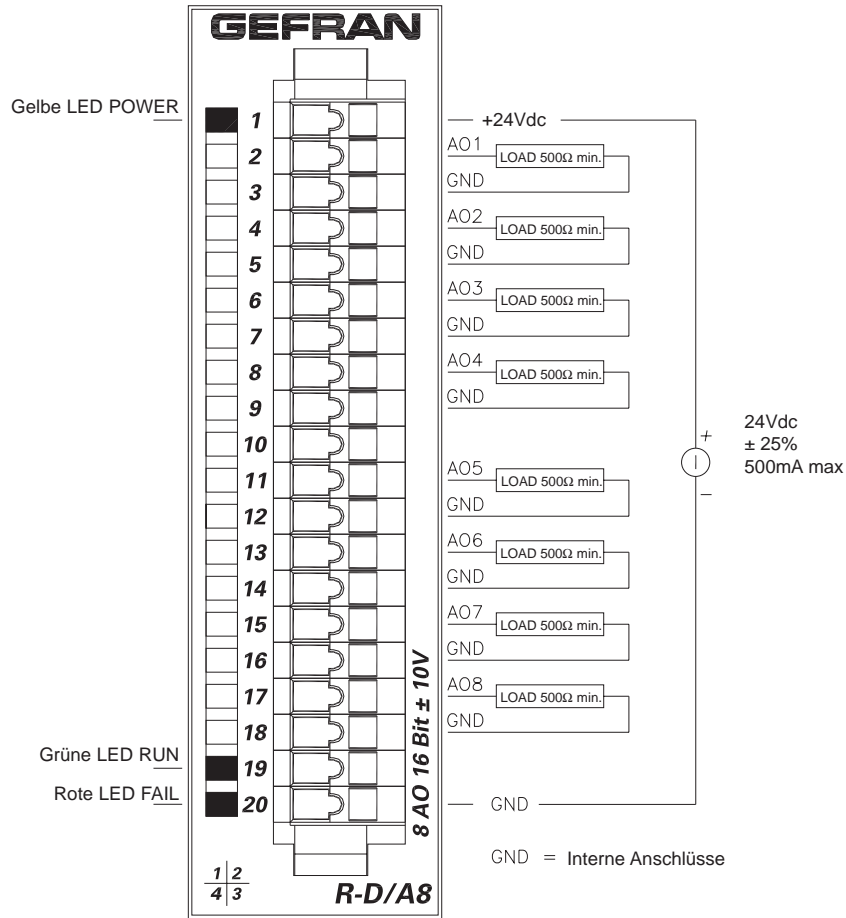 GEFRAN
Gelbe LED POWER
1
2
3
4
5
6
7
8
9
10
11
12
13
14
15
16
17
18
19
20
Grüne LED RUN
Rote LED FAIL
8 AO 16 Bit ± 10V
1 2
4 3
R-D/A8
+24Vdc
AO1
LOAD 500Ω min.
GND
AO2
LOAD 500Ω min.
GND
AO3
LOAD 500Ω min.
GND
AO4
LOAD 500Ω min.
GND
AO5
LOAD 500Ω min.
GND
AO6
LOAD 500Ω min.
GND
AO7
LOAD 500Ω min.
GND
AO8
LOAD 500Ω min.
GND
GND
+
24Vdc
± 25%
500mA max
−
GND = Interne Anschlüsse